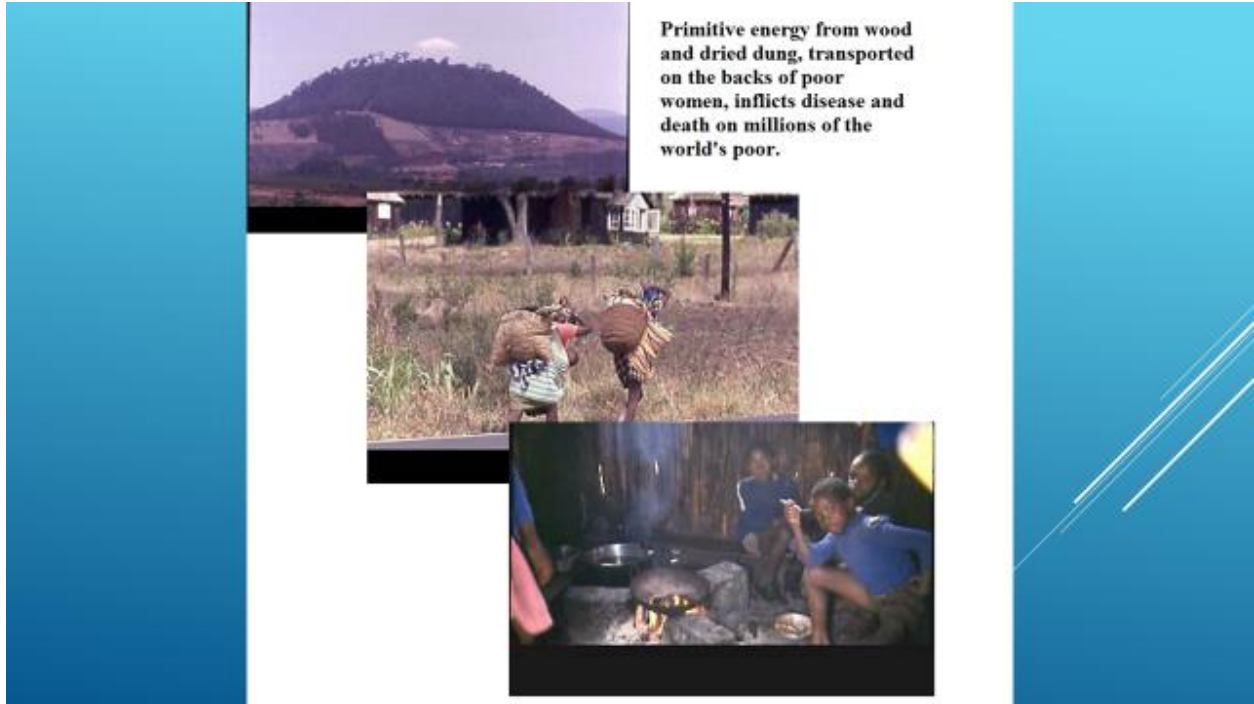 Primitive energy from wood
and dried dung, transported
on the backs of poor
women, inflicts disease and
death on millions of the
world's poor.